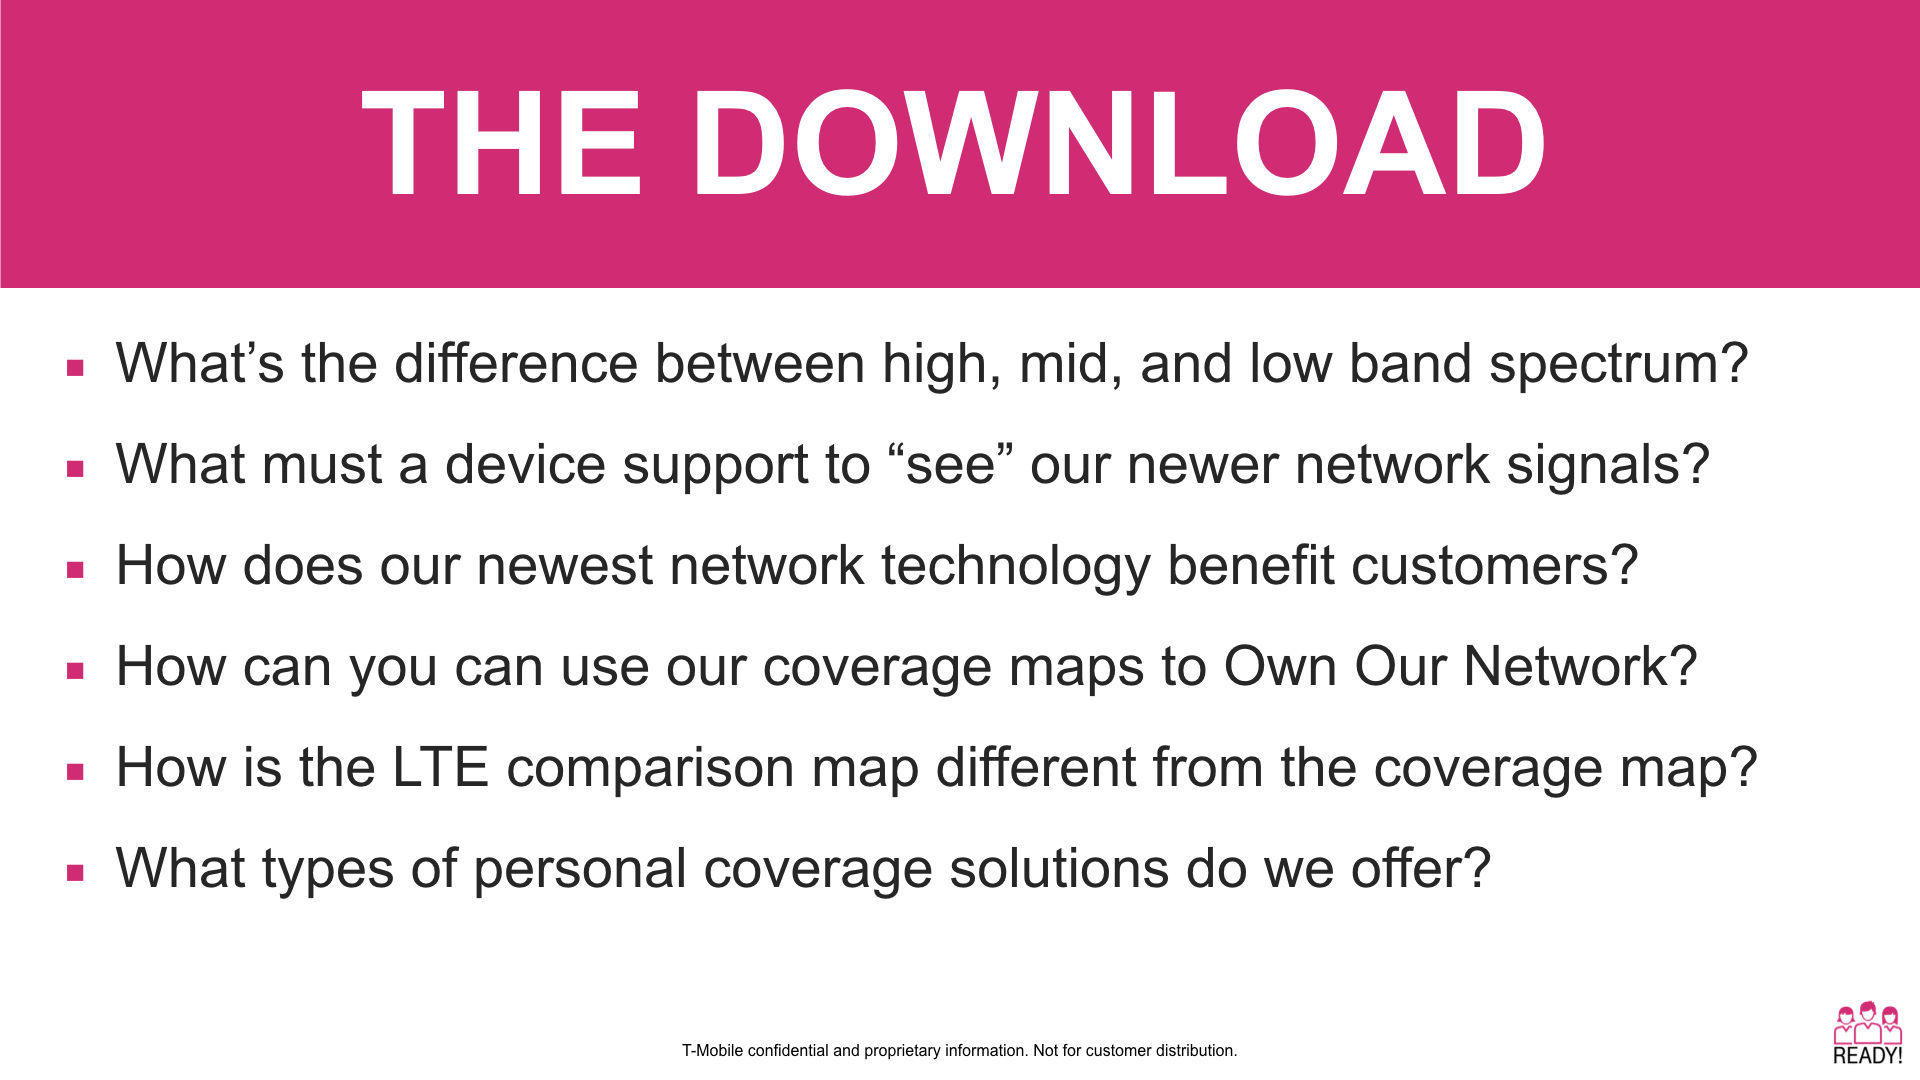 THE DOWNLOAD
What’s the difference between high, mid, and low band spectrum?
What must a device support to “see” our newer network signals?
How does our newest network technology benefit customers?
How can you can use our coverage maps to Own Our Network?
How is the LTE comparison map different from the coverage map?
What types of personal coverage solutions do we offer?
T-Mobile confidential and proprietary information. Not for customer distribution.
READY!